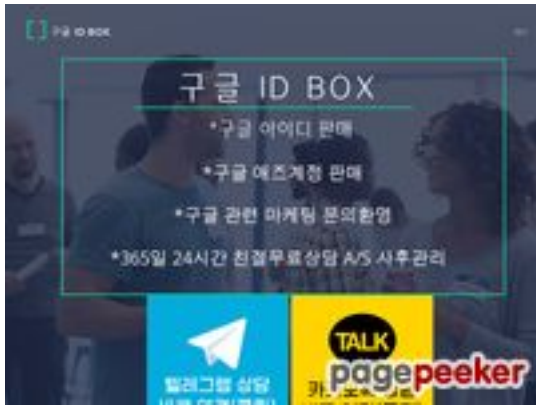 구글 ID BOX
구글 ID BOX
*구글 아이디 판매
*구글 애즈계정 판매
*구글 관련 마케팅 문의환영
*365일 24시간 친절무료상담 A/S 사후관리
텔레그램 상담
TALK
pagepeeker